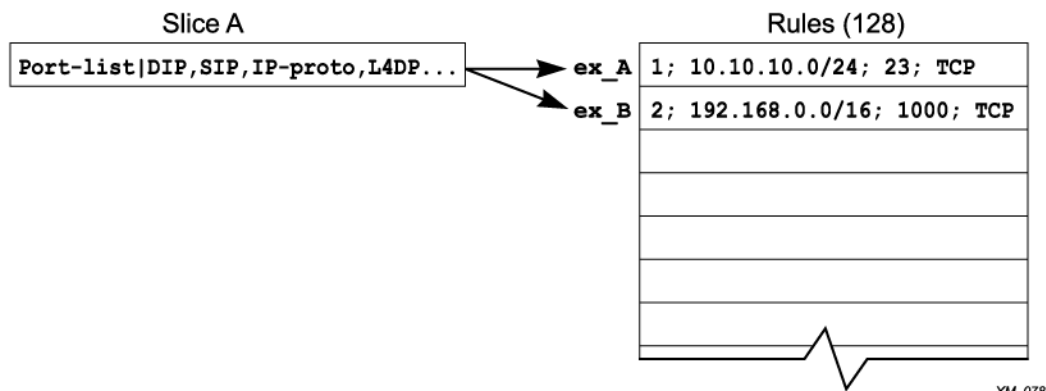 Slice A
Rules (128)
Port-list|DIP,SIP,IP-proto,L4DP...
ex_A
1; 10.10.10.0/24; 23; TCP
ex_B
2; 192.168.0.0/16; 1000; TCP